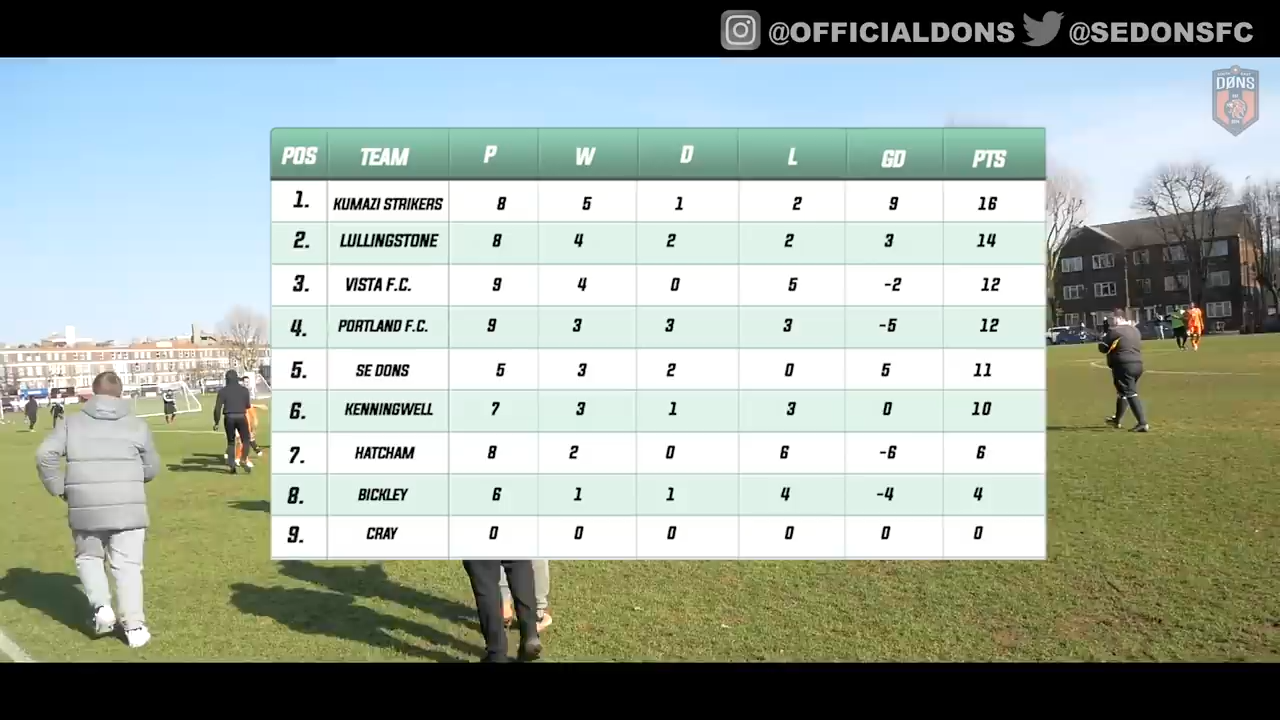 @OFFICIALDONS @SEDONSFC
DØNS
POS TEAM P W D L GD PTS
1. KUMAZI STRIKERS 8 5 1 2 9 16
2. LULLINGSTONE 8 4 2 2 3 14
3. VISTA F.C. 9 4 0 5 -2 12
4. PORTLAND F.C. 9 3 3 3 -5 12
5. SE DONS 5 3 2 0 5 11
6. KENNINGWELL 7 3 1 3 0 10
7. HATCHAM 8 2 0 6 -6 6
8. BICKLEY 6 1 1 4 -4 4
9. CRAY 0 0 0 0 0 0